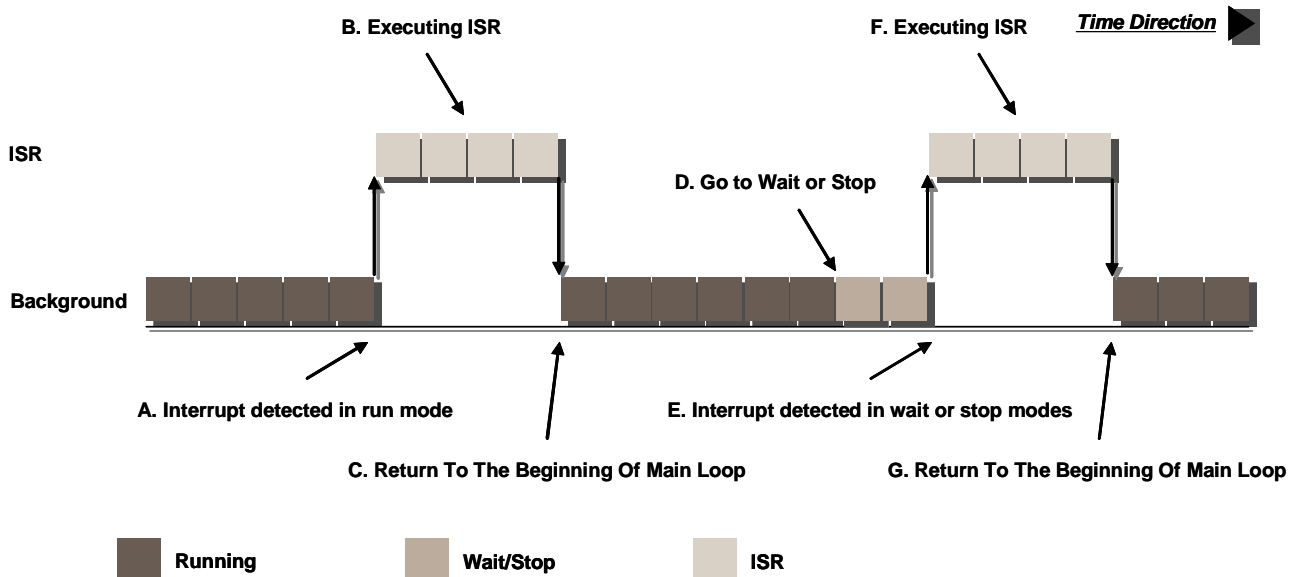 B. Executing ISR
F. Executing ISR
Time Direction
ISR
D. Go to Wait or Stop
Background
A. Interrupt detected in run mode
E. Interrupt detected in wait or stop modes
C. Return To The Beginning Of Main Loop
G. Return To The Beginning Of Main Loop
Running
Wait/Stop
ISR